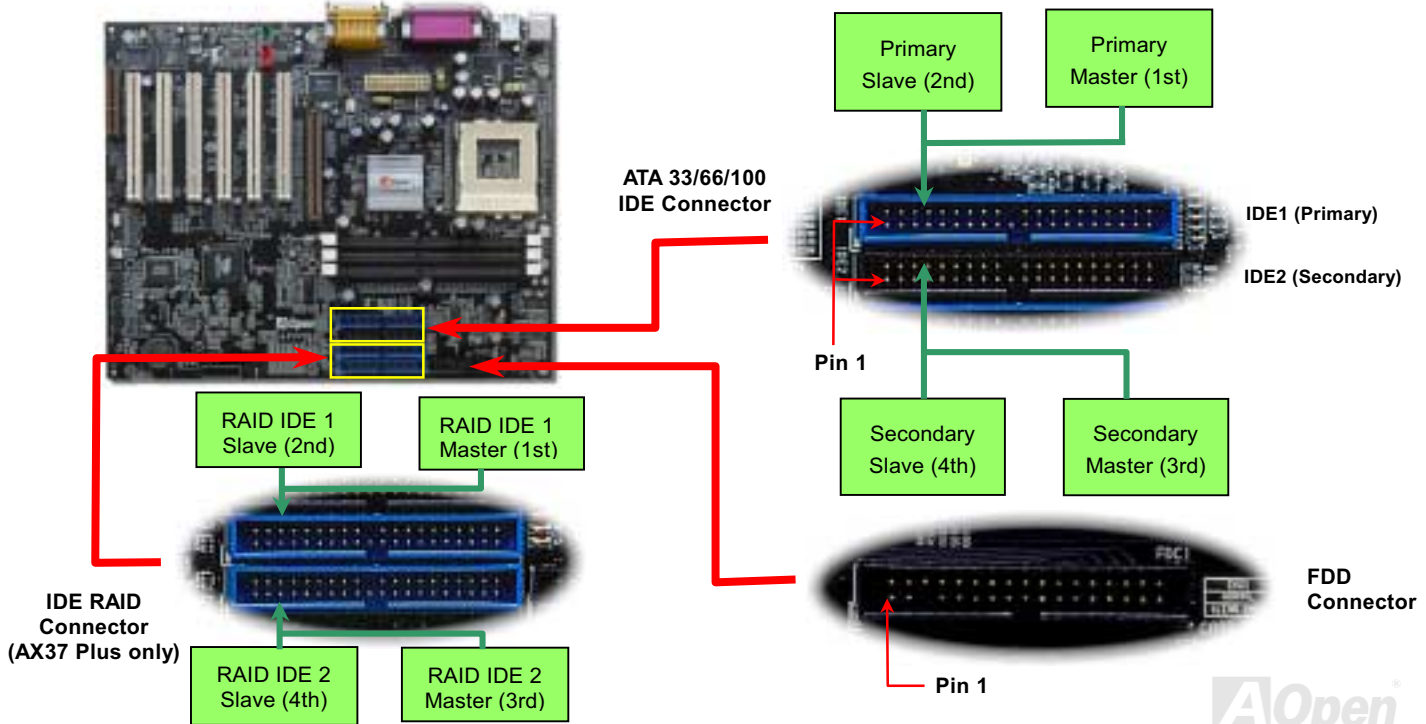 Primary
Slave (2nd)
Primary
Master (1st)
ATA 33/66/100
IDE Connector
IDE1 (Primary)
IDE2 (Secondary)
Pin 1
Secondary
Slave (4th)
Secondary
Master (3rd)
RAID IDE 1
Slave (2nd)
RAID IDE 1
Master (1st)
IDE RAID
Connector
(AX37 Plus only)
RAID IDE 2
Slave (4th)
RAID IDE 2
Master (3rd)
FDC1
FDD
Connector
Pin 1
AOpen®